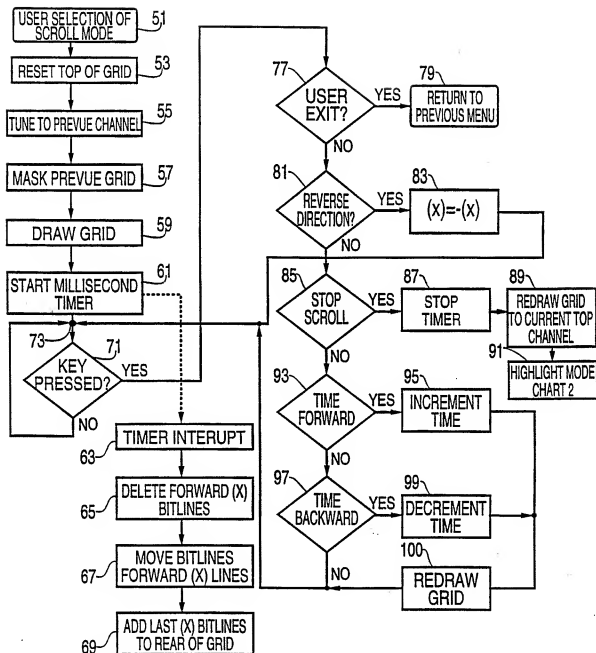 USER SELECTION OF
SCROLL MODE
51
RESET TOP OF GRID
53
TUNE TO PREVUE CHANNEL
55
MASK PREVUE GRID
57
DRAW GRID
59
START MILLISECOND
TIMER
61
73
71
KEY
PRESSED?
YES
NO
TIMER INTERUPT
63
DELETE FORWARD (X)
BITLINES
65
MOVE BITLINES
FORWARD (X) LINES
67
ADD LAST (X) BITLINES
TO REAR OF GRID
69
77
USER
EXIT?
YES
NO
79
RETURN TO
PREVIOUS MENU
81
REVERSE
DIRECTION?
YES
NO
83
(X)=-(X)
85
STOP
SCROLL
YES
NO
87
STOP
TIMER
89
REDRAW GRID
TO CURRENT TOP
CHANNEL
91
HIGHLIGHT MODE
CHART 2
93
TIME
FORWARD
YES
NO
95
INCREMENT
TIME
97
TIME
BACKWARD
YES
NO
99
DECREMENT
TIME
100
REDRAW
GRID